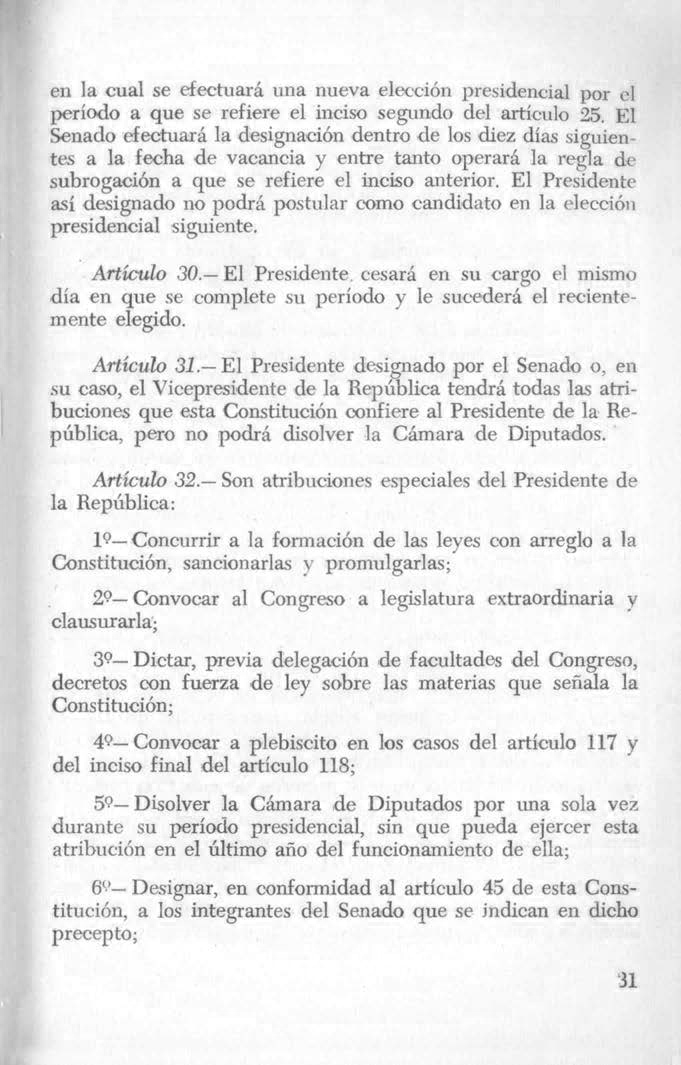 en la cual se efectuará una nueva elección presidencial por el
período a que se refiere el inciso segundo del artículo 25. El
Senado efectuará la designación dentro de los diez días siguien-
tes a la fecha de vacancia y entre tanto operará la regla de
subrogación a que se refiere el inciso anterior. El Presidente
así designado no podrá postular como candidato en la elección
presidencial siguiente.
Artículo 30.— El Presidente cesará en su cargo el mismo
día en que se complete su período y le sucederá el reciente-
mente elegido.
Artículo 31.— El Presidente designado por el Senado o, en
su caso, el Vicepresidente de la República tendrá todas las atri-
buciones que esta Constitución confiere al Presidente de la Re-
pública, pero no podrá disolver la Cámara de Diputados.
Artículo 32.— Son atribuciones especiales del Presidente de
la República:
1º— Concurrir a la formación de las leyes con arreglo a la
Constitución, sancionarlas y promulgarlas;
2º— Convocar al Congreso a legislatura extraordinaria y
clausurarla;
3º— Dictar, previa delegación de facultades del Congreso,
decretos con fuerza de ley sobre las materias que señala la
Constitución;
4º— Convocar a plebiscito en los casos del artículo 117 y
del inciso final del artículo 118;
5º— Disolver la Cámara de Diputados por una sola vez
durante su período presidencial, sin que pueda ejercer esta
atribución en el último año del funcionamiento de ella;
6º— Designar, en conformidad al artículo 45 de esta Cons-
titución, a los integrantes del Senado que se indican en dicho
precepto;
31